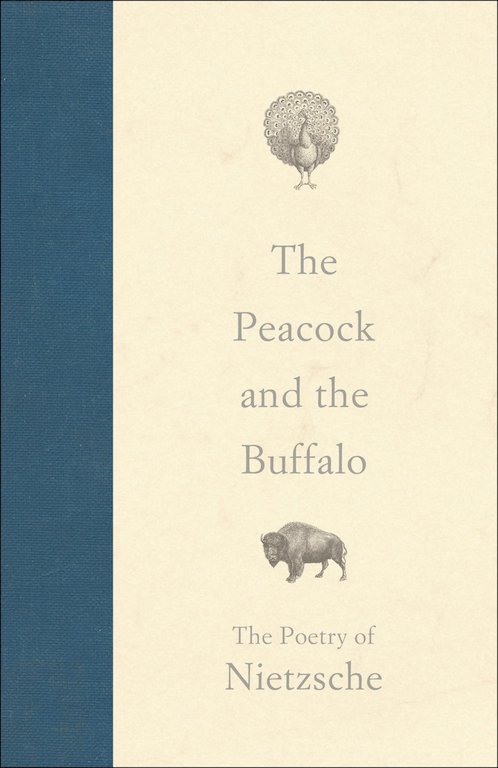 The
Peacock
and the
Buffalo
The Poetry of
Nietzsche